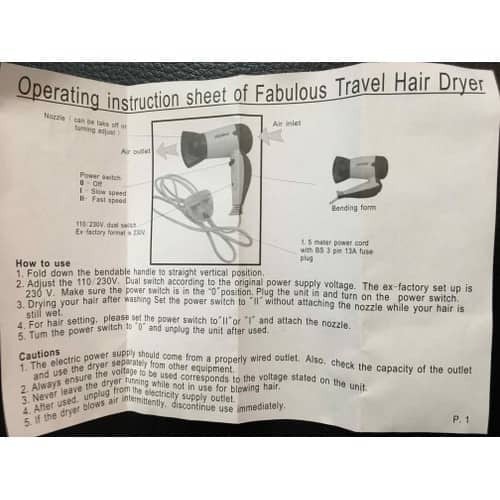 Operating instruction sheet of Fabulous Travel Hair Dryer
Nozzle ( can be take off or
turning adjust )
Air inlet
Air outlet
Power switch
0 - Off
I - Slow speed
II- Fast speed
110/230V. dual switch
Ex-factory format is 230V
Bending form
1. 5 meter power cord
with BS 3 pin 13A fuse
plug
How to use
1. Fold down the bendable handle to straight vertical position.
2. Adjust the 110/230V. Dual switch according to the original power supply voltage. The ex-factory set up is
230 V. Make sure the power switch is in the "0"position. Plug the unit in and turn on the power switch.
3. Drying your hair after washing Set the power switch to "II" without attaching the nozzle while your hair is
still wet.
4. For hair setting, please set the power switch to"II"or "I" and attach the nozzle.
5. Turn the power switch to "0" and unplug the unit after used.
Cautions
1. The electric power supply should come from a properly wired outlet. Also, check the capacity of the outlet
and use the dryer separately from other equipment.
2. Always ensure the voltage to be used corresponds to the voltage stated on the unit.
3. Never leave the dryer running while not in use for blowing hair.
4. After used, unplug from the electricity supply outlet.
5. If the dryer blows air intermittently, discontinue use immediately.
P. 1